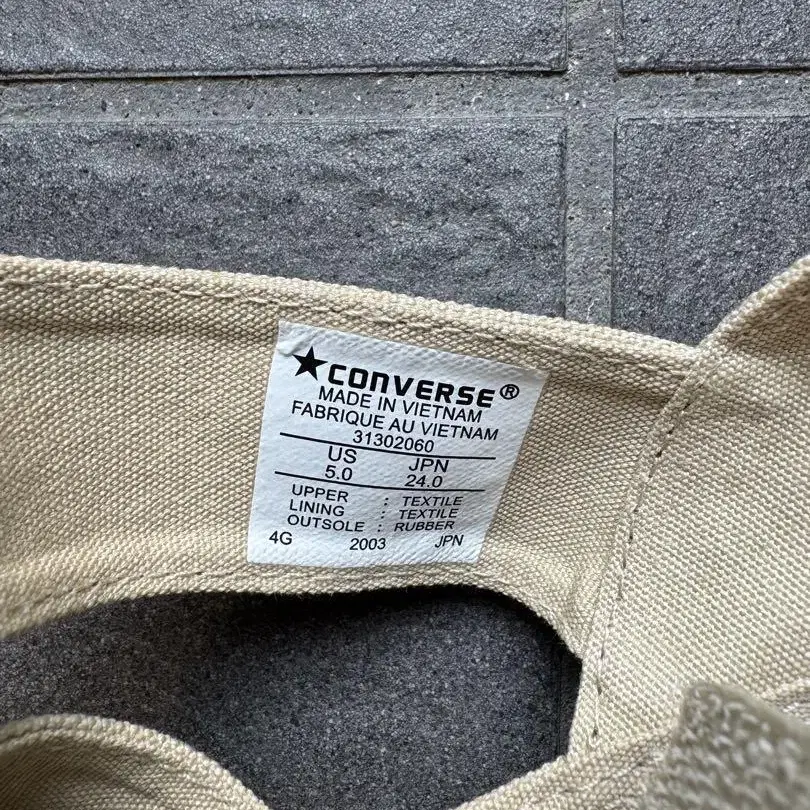 ★CONVERSE®
MADE IN VIETNAM
FABRIQUE AU VIETNAM
31302060
US JPN
5.0 24.0
UPPER : TEXTILE
LINING : TEXTILE
OUTSOLE : RUBBER
4G 2003 JPN